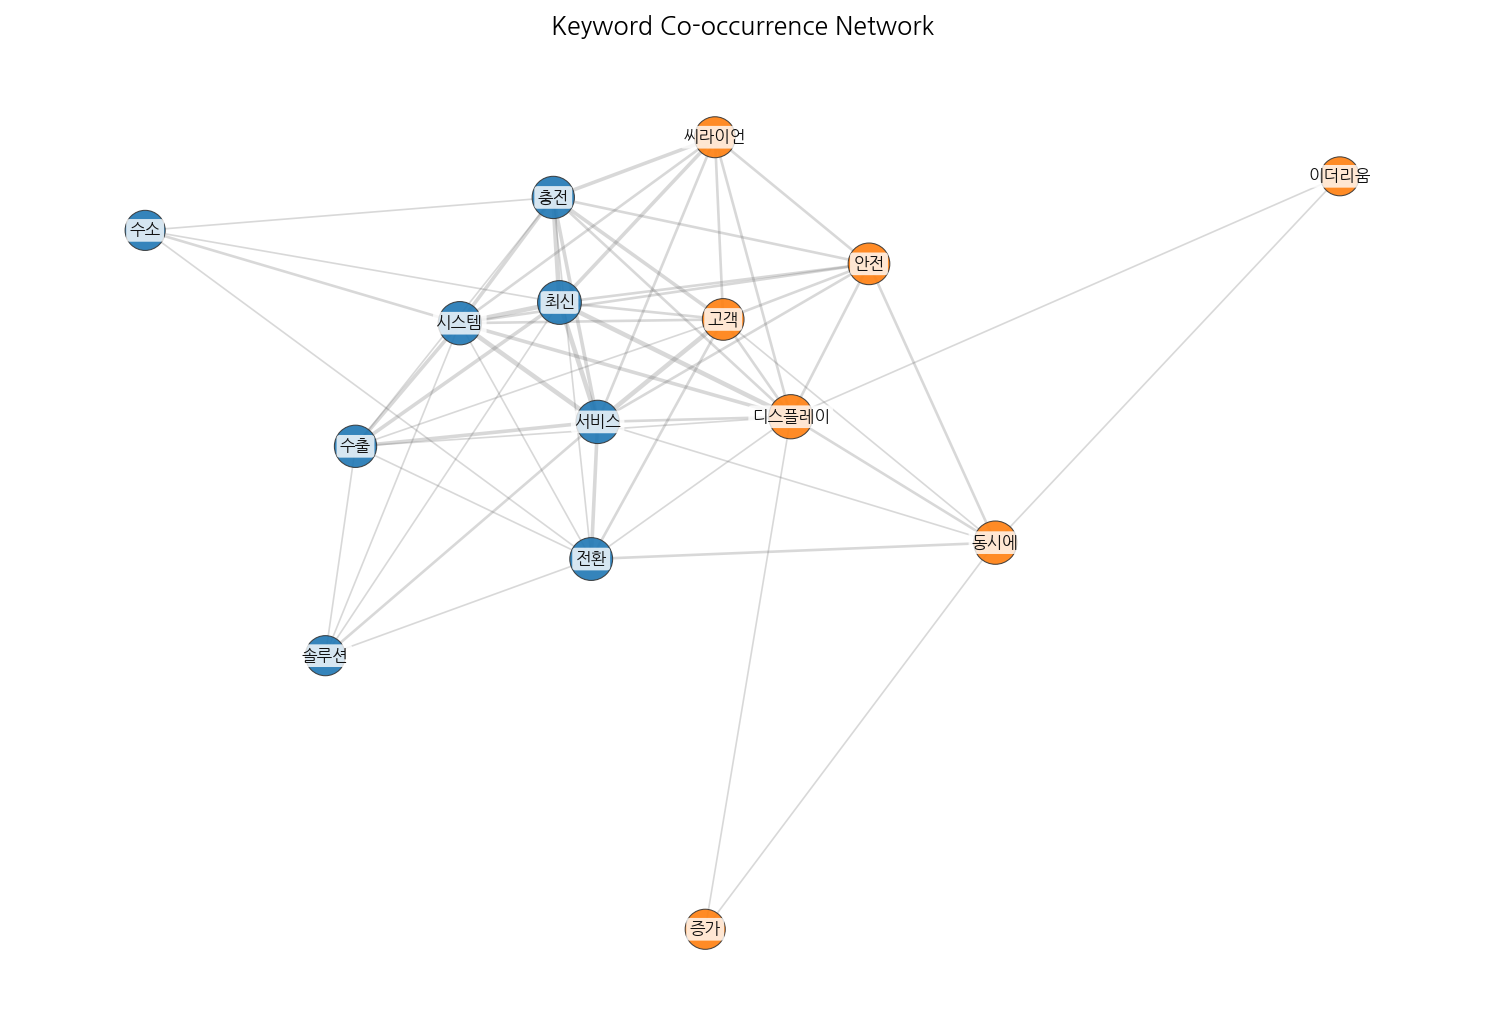 Keyword Co-occurrence Network
씨라이언
이더리움
충전
수소
안전
최신
고객
시스템
디스플레이
서비스
수출
동시에
전환
솔루션
증가